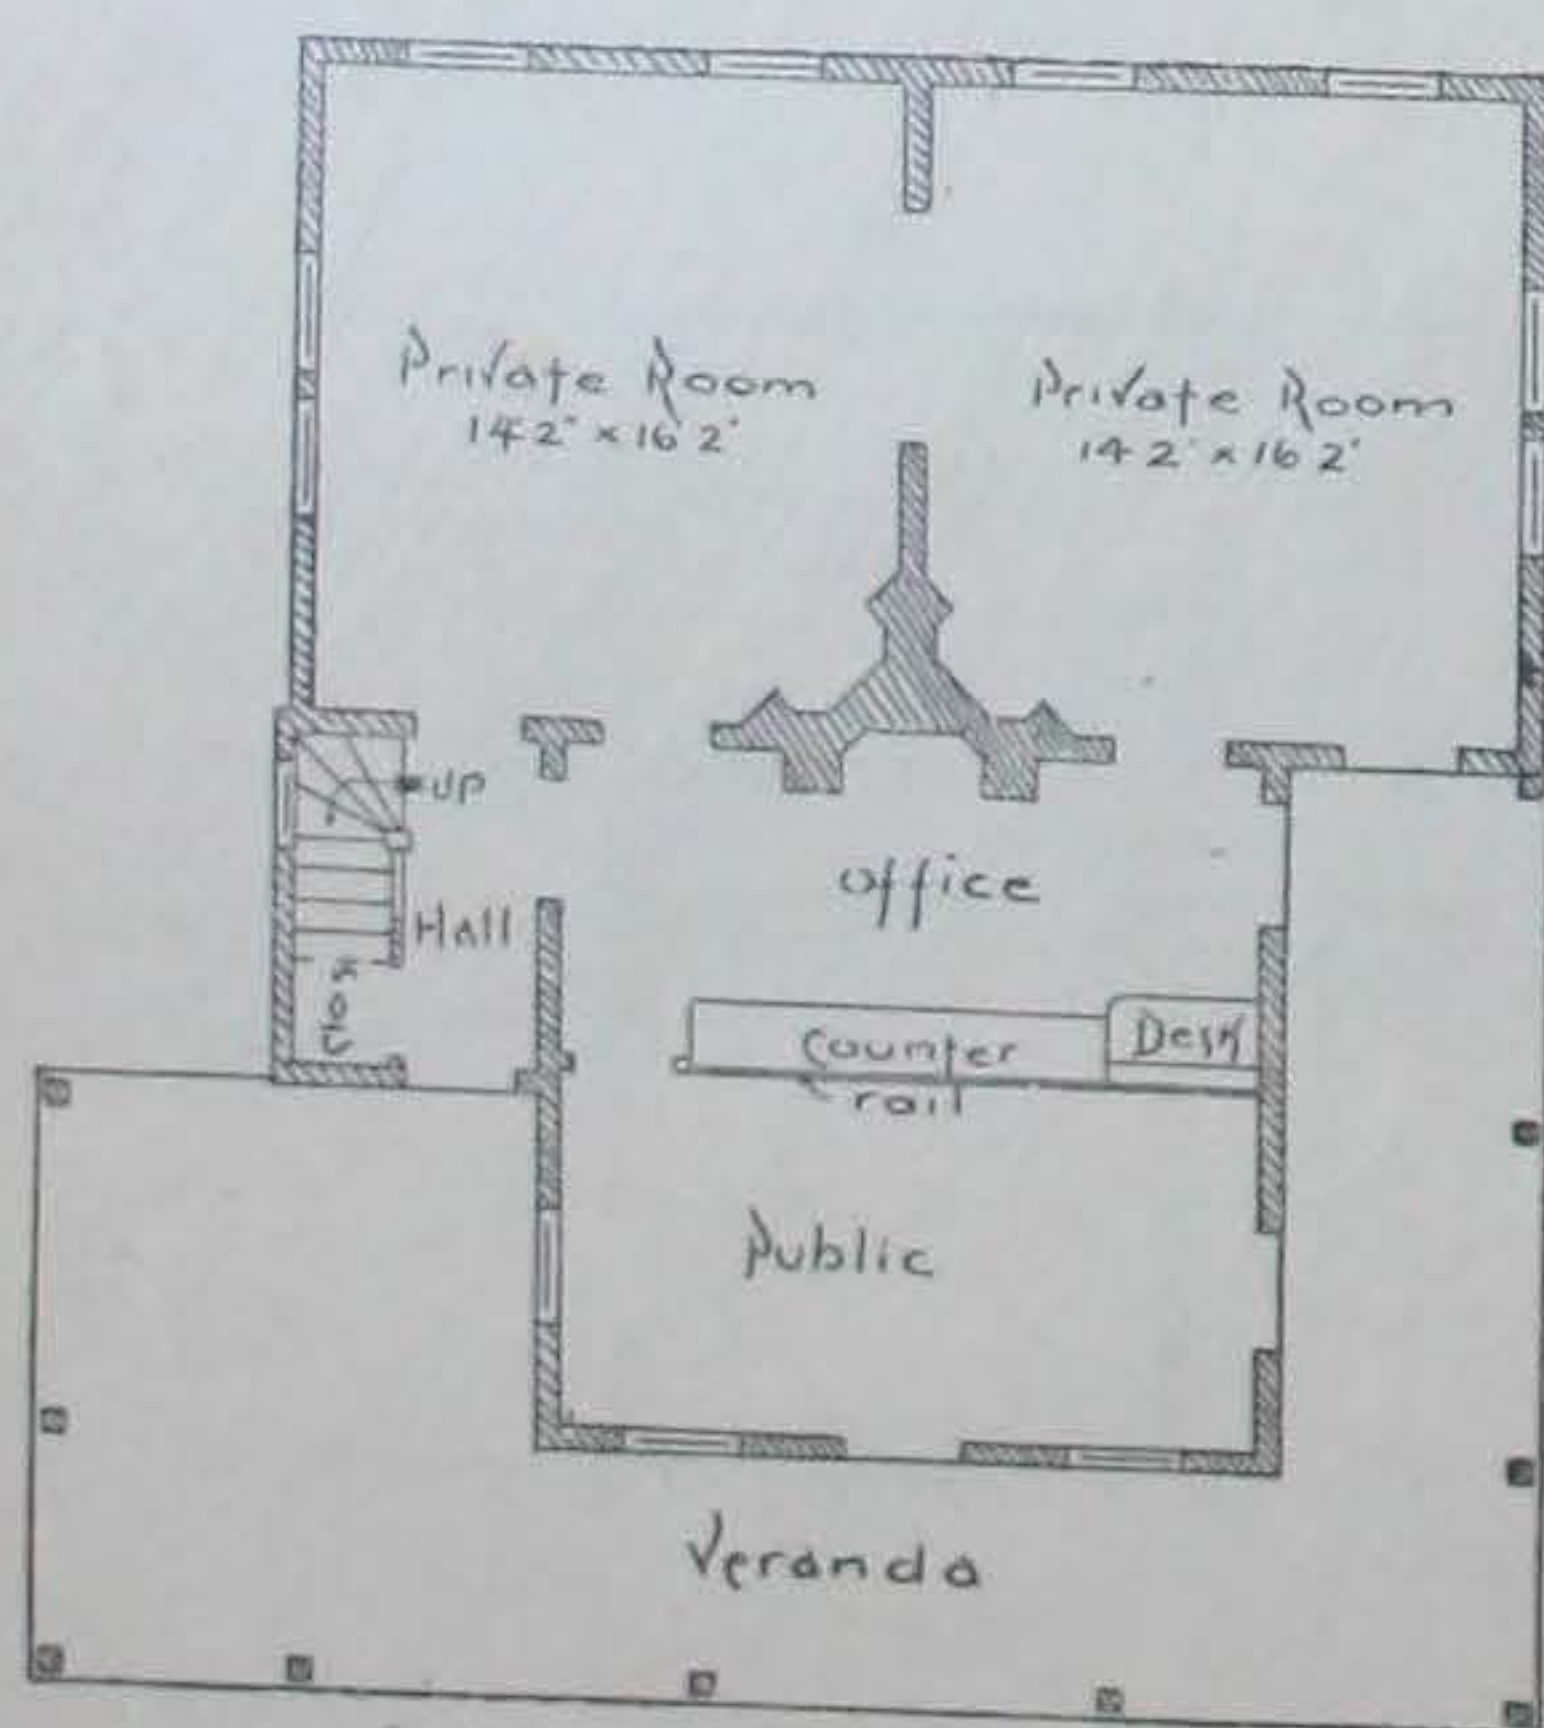 Private Room
14'2" x 16'2"
Private Room
14'2" x 16'2"
UP
Hall
Clos
Office
Counter
Desk
rail
Public
Veranda